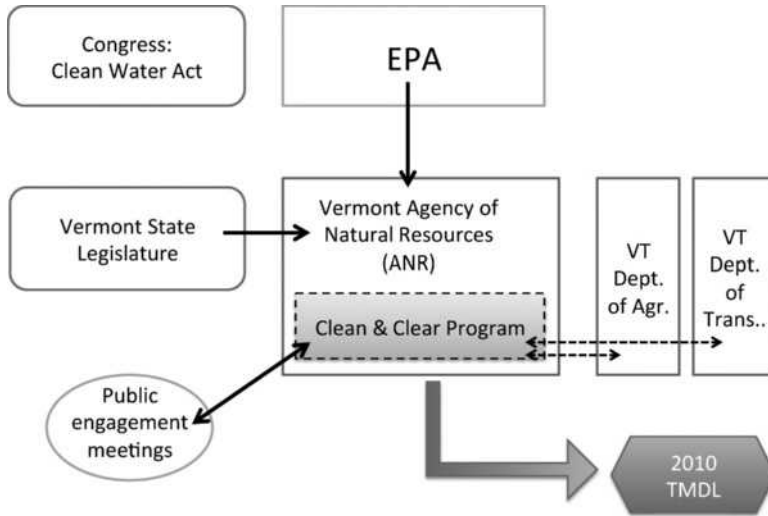 Congress:
Clean Water Act
EPA
Vermont State
Legislature
Vermont Agency of
Natural Resources
(ANR)
Clean & Clear Program
VT
Dept.
of Agr.
VT
Dept.
of
Trans..
Public
engagement
meetings
2010
TMDL